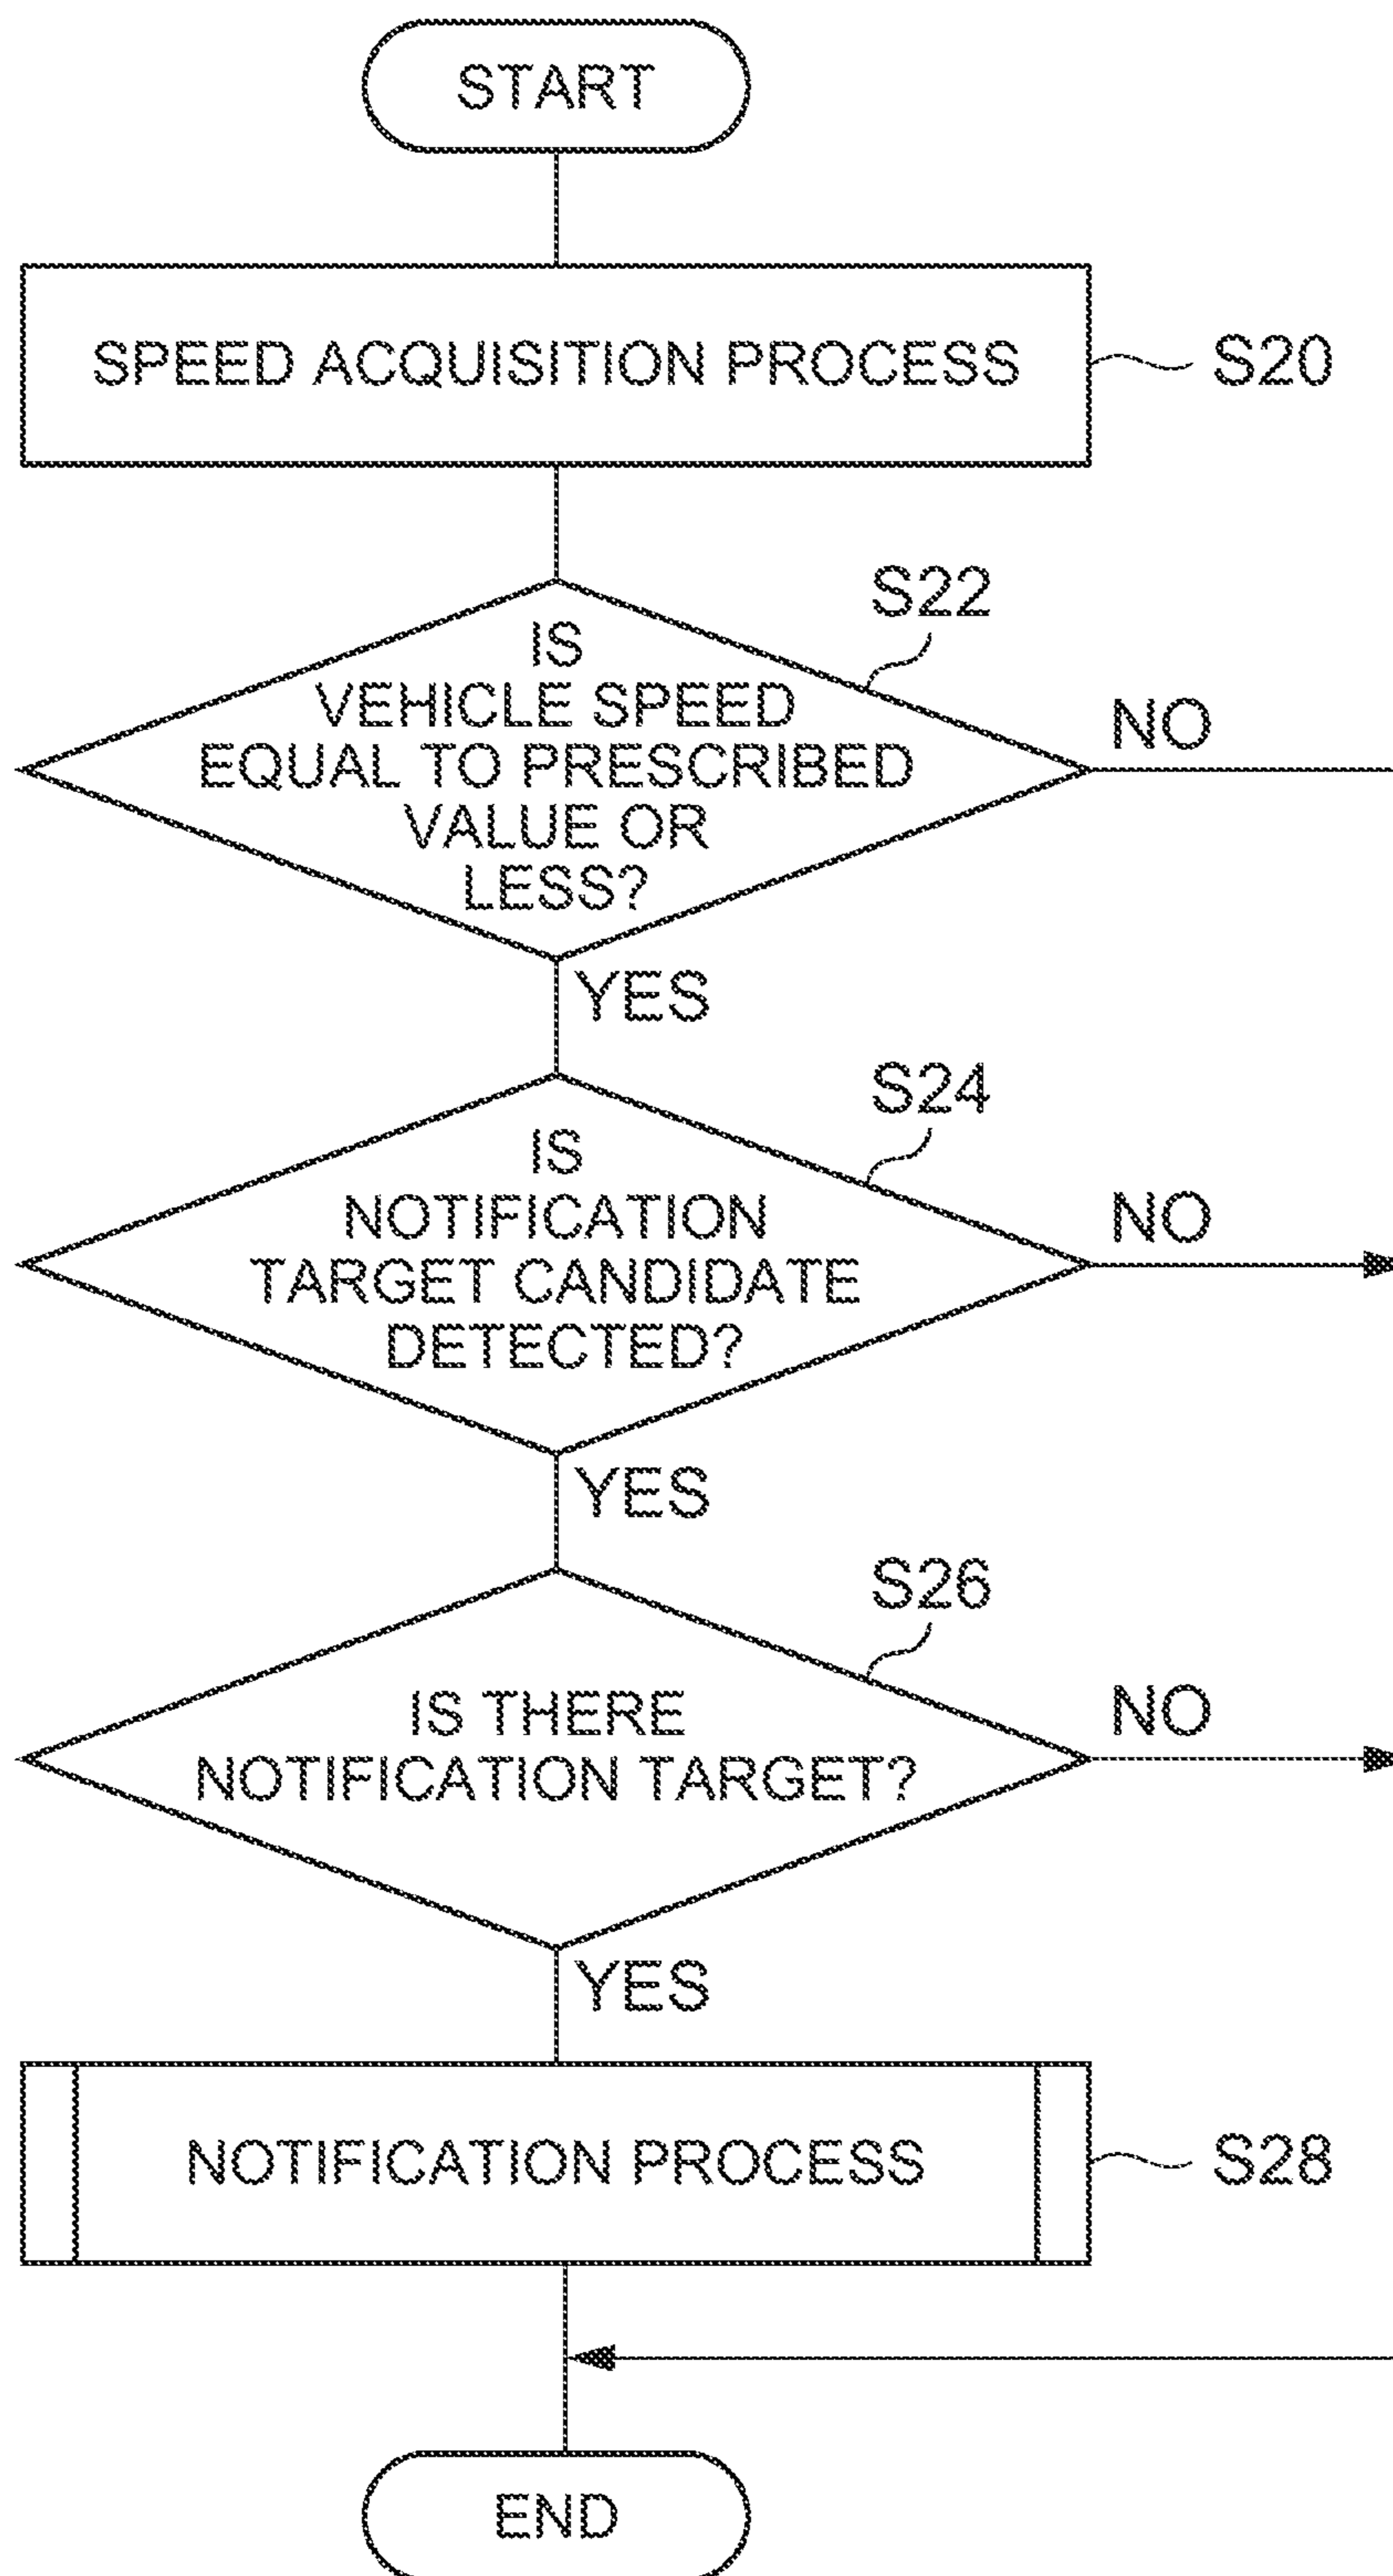 START
SPEED ACQUISITION PROCESS
S20
S22
IS
VEHICLE SPEED
EQUAL TO PRESCRIBED
VALUE OR
LESS?
NO
YES
S24
IS
NOTIFICATION
TARGET CANDIDATE
DETECTED?
NO
YES
S26
IS THERE
NOTIFICATION TARGET?
NO
YES
NOTIFICATION PROCESS
S28
END